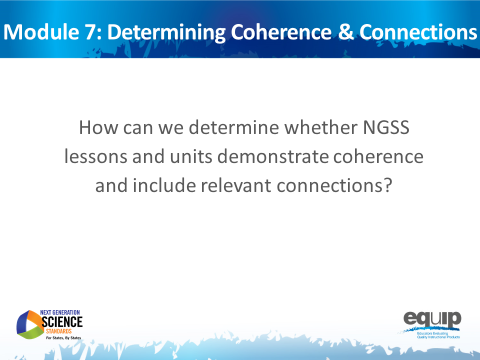 Module 7: Determining Coherence & Connections
How can we determine whether NGSS
lessons and units demonstrate coherence
and include relevant connections?
NEXT GENERATION
SCIENCE
STANDARDS
For States, By States
equip
Educators Evaluating
Quality Instructional Products